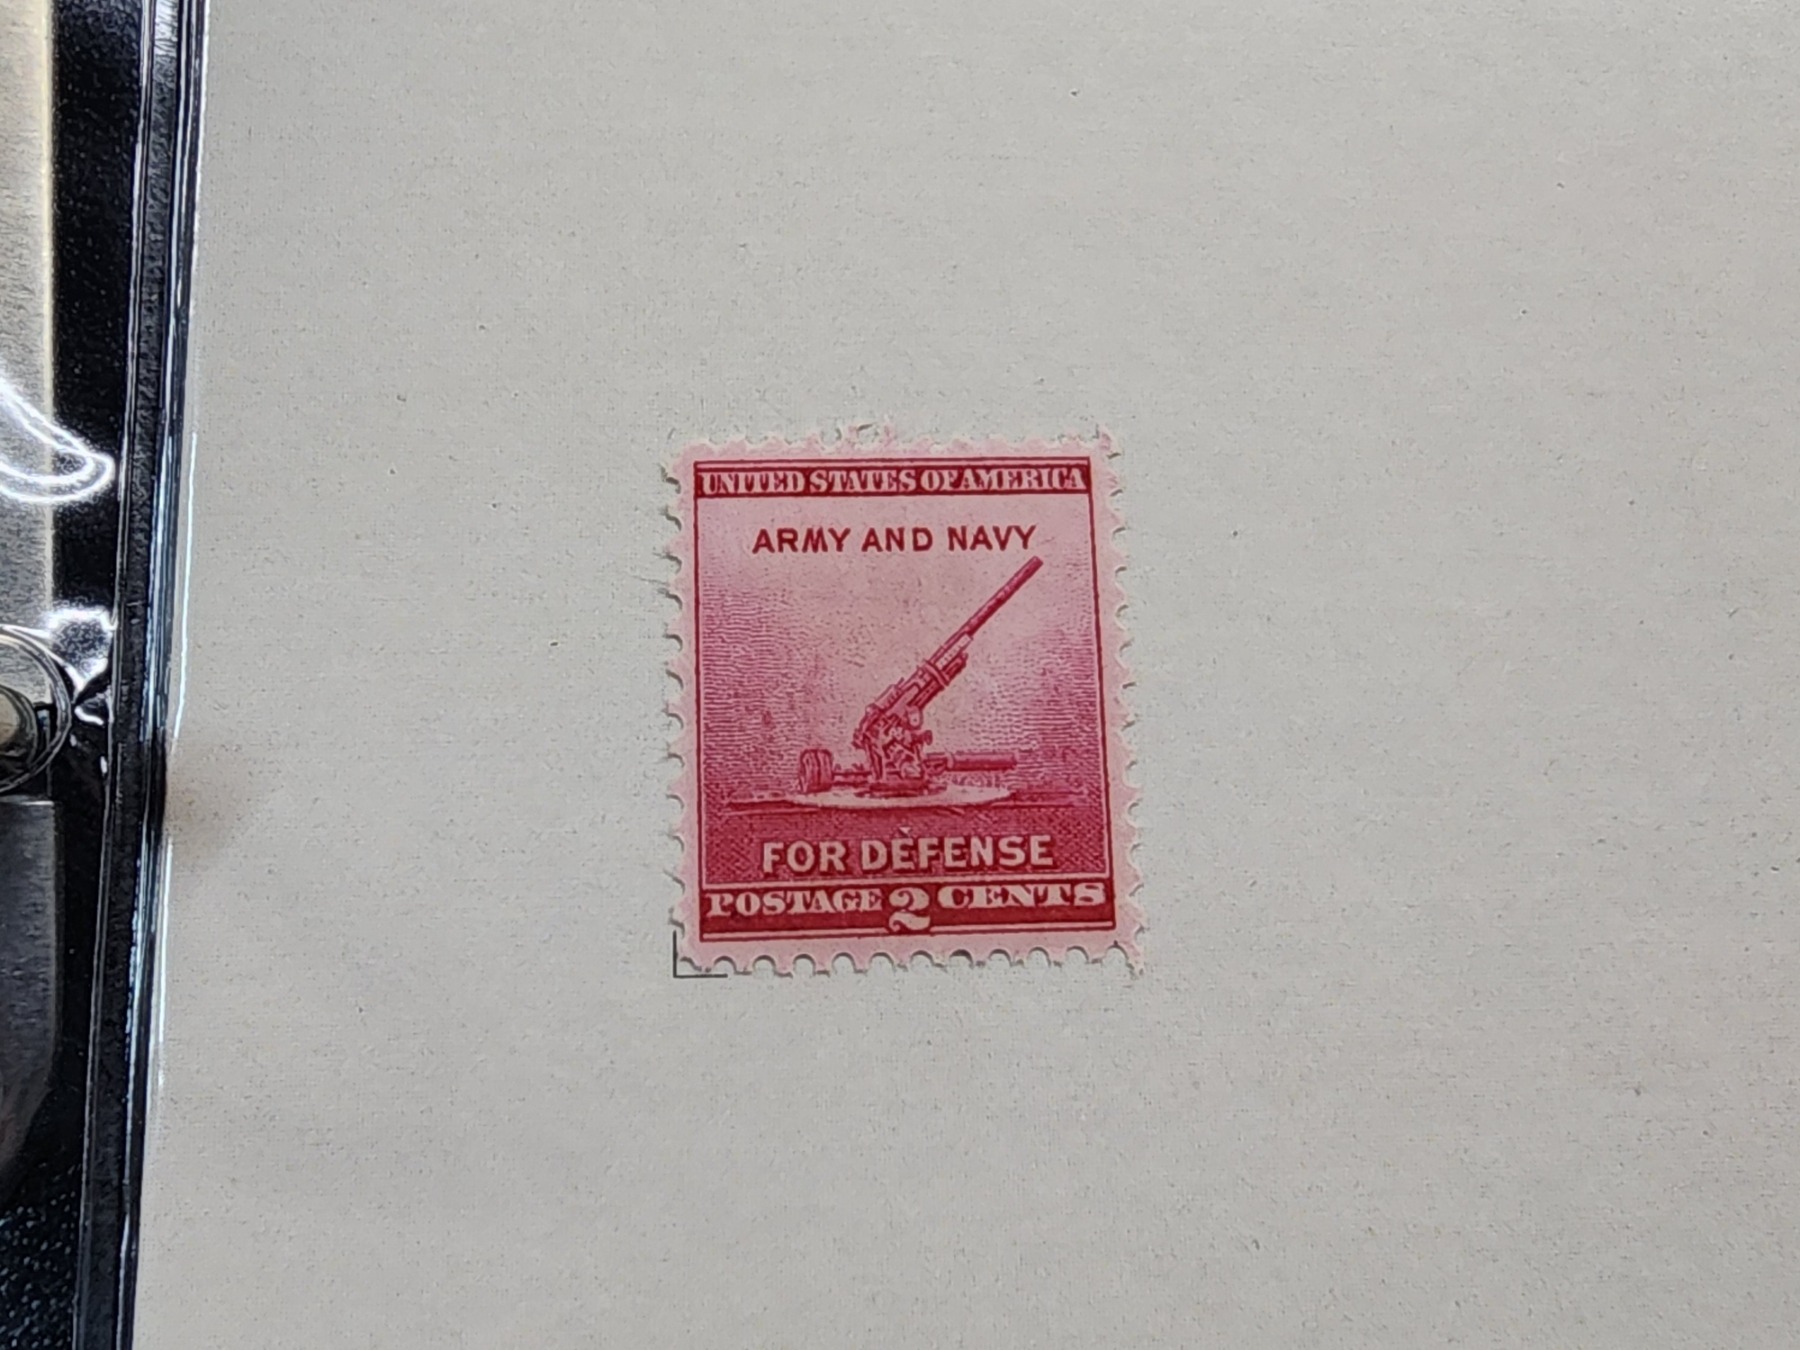 UNITED STATES OF AMERICA
ARMY AND NAVY
FOR DEFENSE
POSTAGE 2 CENTS